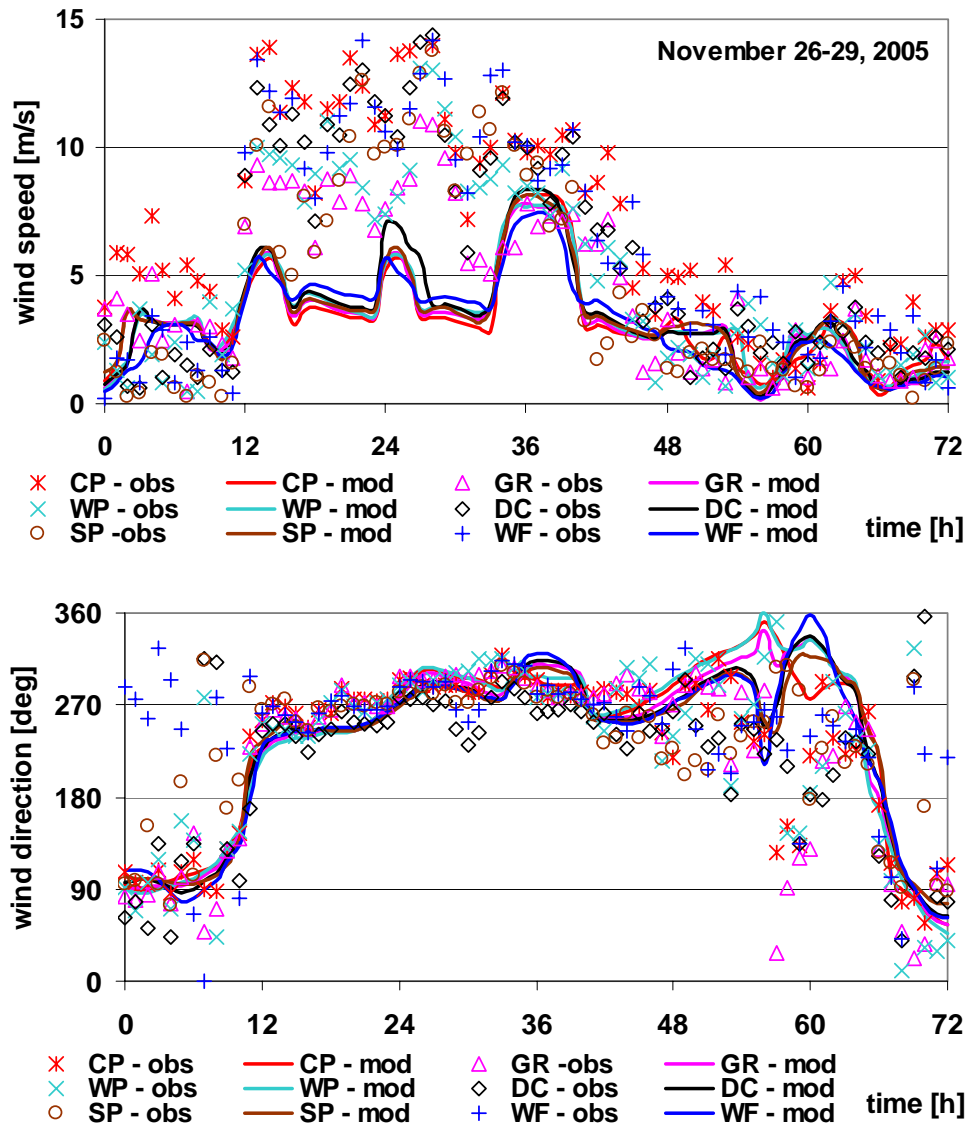 15
November 26-29, 2005
10
5
0
wind speed [m/s]
0 12 24 36 48 60 72
CP - obs CP - mod GR - obs GR - mod
WP - obs WP - mod DC - obs DC - mod
SP -obs SP - mod WF - obs WF - mod
time [h]
360
270
180
90
0
wind direction [deg]
0 12 24 36 48 60 72
CP - obs CP - mod GR -obs GR - mod
WP - obs WP - mod DC - obs DC - mod
SP - obs SP - mod WF - obs WF - mod
time [h]